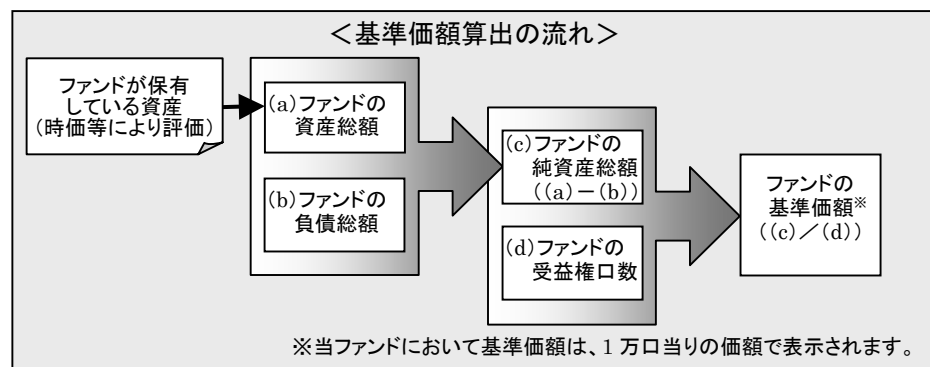 ＜基準価額算出の流れ＞
ファンドが保有
している資産
(時価等により評価)
(a)ファンドの
資産総額
(b)ファンドの
負債総額
(c)ファンドの
純資産総額
((a)－(b))
(d)ファンドの
受益権口数
ファンドの
基準価額※
((c)／(d))
※当ファンドにおいて基準価額は、1万口当りの価額で表示されます。